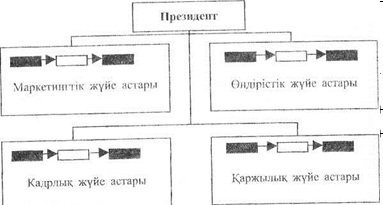 Президент
Маркетингтік жүйе астары
Өндірістік жүйе астары
Кадрлық жүйе астары
Қаржылық жүйе астары